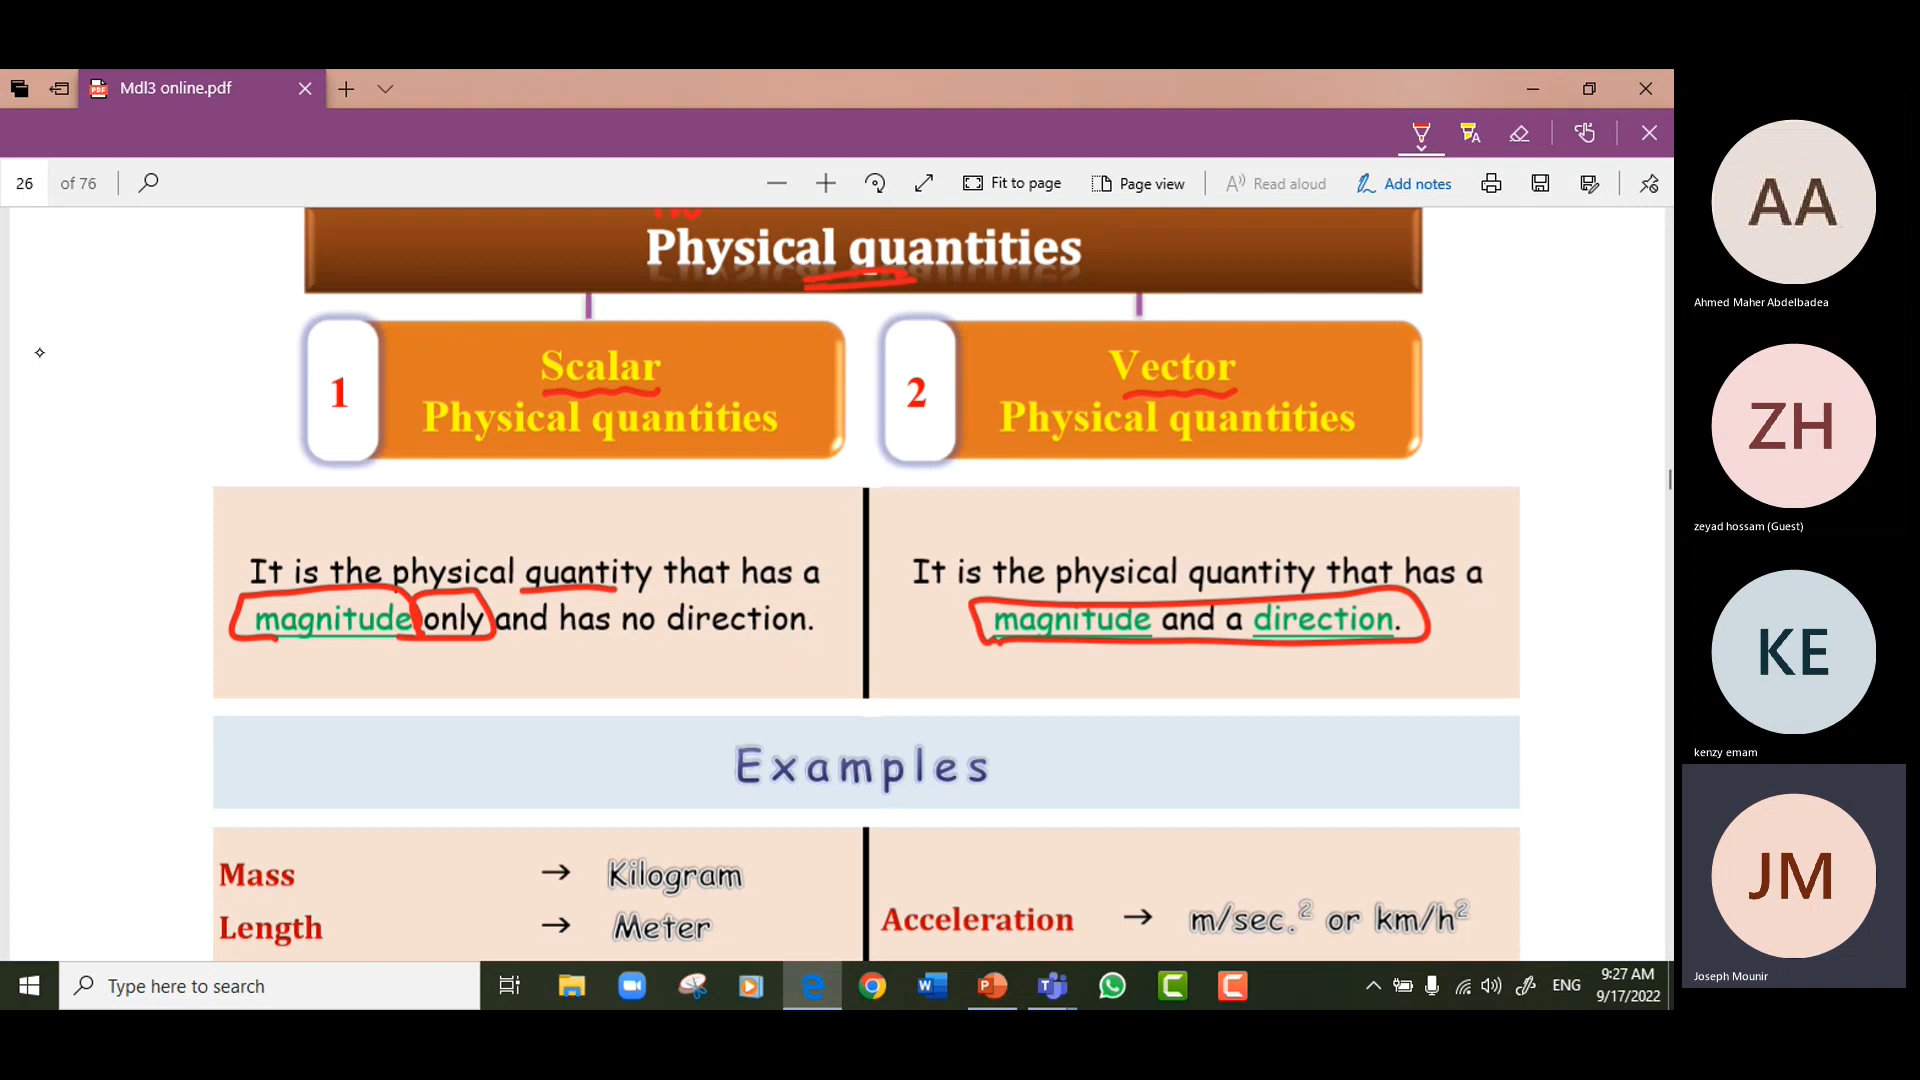 Mdl3 online.pdf
26 of 76
Fit to page
Page view
Read aloud
Add notes
Physical quantities
1
Scalar
Physical quantities
2
Vector
Physical quantities
It is the physical quantity that has a
magnitude only and has no direction.
It is the physical quantity that has a
magnitude and a direction.
Examples
Mass → Kilogram
Length → Meter
Acceleration → m/sec.² or km/h²
Type here to search
ENG
9:27 AM
9/17/2022
AA
Ahmed Maher Abdelbadea
ZH
zeyad hossam (Guest)
KE
kenzy emam
JM
Joseph Mounir